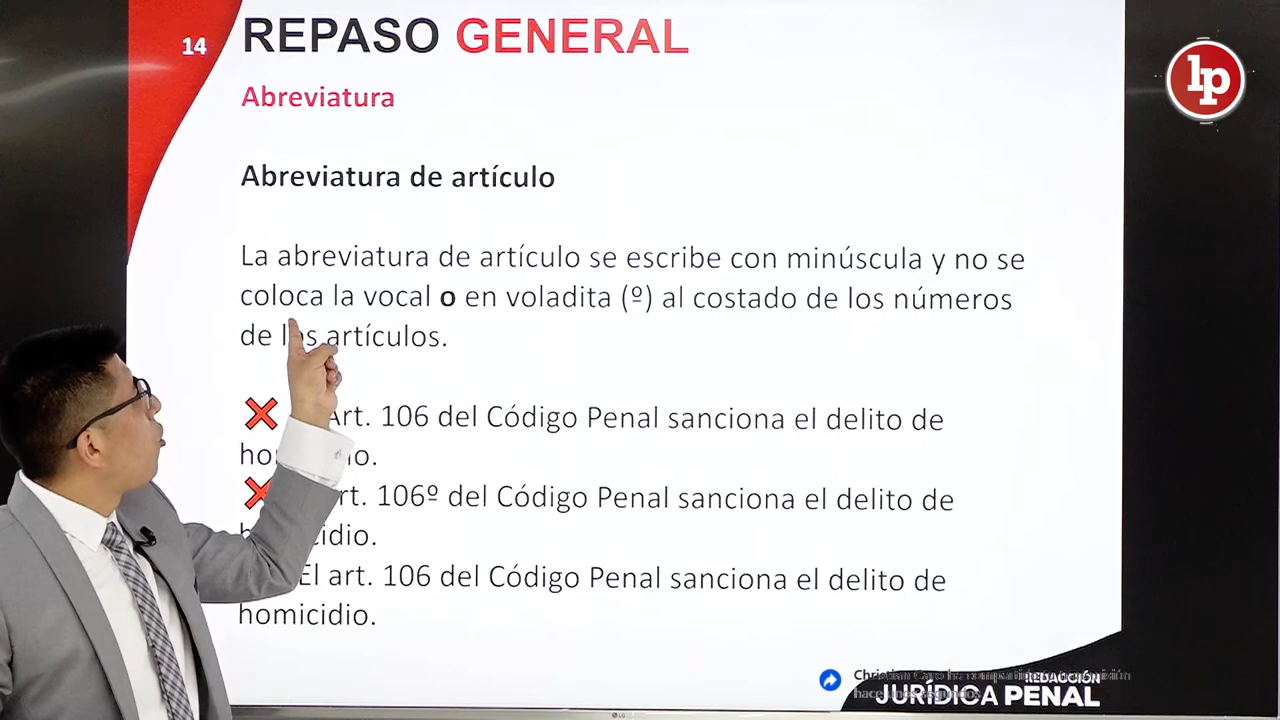 14 REPASO GENERAL
lp
Abreviatura
Abreviatura de artículo
La abreviatura de artículo se escribe con minúscula y no se
coloca la vocal o en voladita (º) al costado de los números
de los artículos.
Art. 106 del Código Penal sanciona el delito de
106º del Código Penal sanciona el delito de
El art. 106 del Código Penal sanciona el delito de
homicidio.
REDACCIÓN
JURÍDICA PENAL
LG